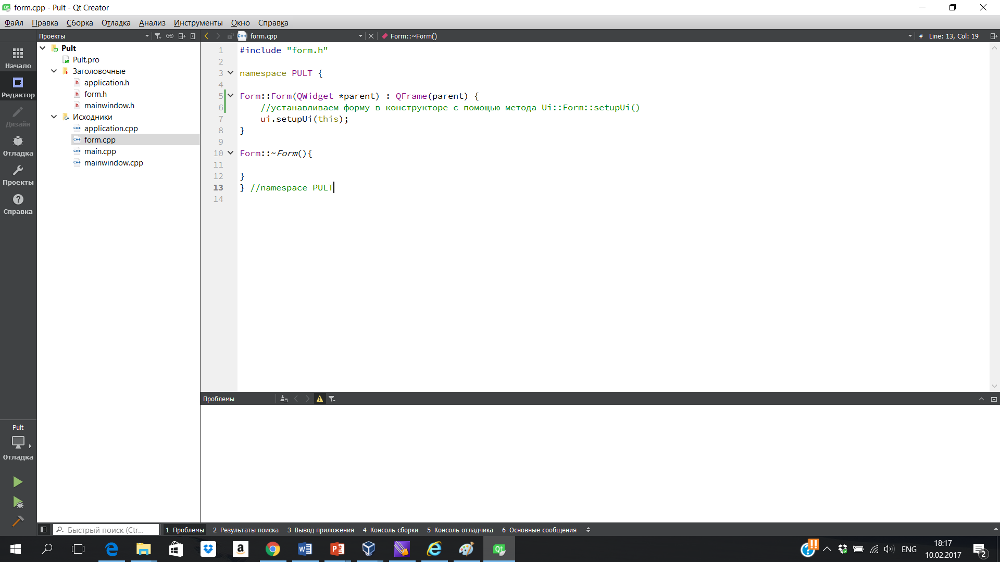 form.cpp - Pult - Qt Creator
Файл Правка Сборка Отладка Анализ Инструменты Окно Справка
Проекты form.cpp Form::~Form() # Line: 13, Col: 19
Начало
Редактор
Дизайн
Отладка
Проекты
Справка
Pult
Pult.pro
Заголовочные
application.h
form.h
mainwindow.h
Исходники
application.cpp
form.cpp
main.cpp
mainwindow.cpp
1 #include "form.h"
2
3 namespace PULT {
4
5 Form::Form(QWidget *parent) : QFrame(parent) {
6 //устанавливаем форму в конструкторе с помощью метода Ui::Form::setupUi()
7 ui.setupUi(this);
8 }
9
10 Form::~Form(){
11
12 }
13 } //namespace PULT
14
Проблемы
Pult
Отладка
Быстрый поиск (Ctr... 1 Проблемы 2 Результаты поиска 3 Вывод приложения 4 Консоль сборки 5 Консоль отладчика 6 Основные сообщения
ENG
18:17
10.02.2017
2